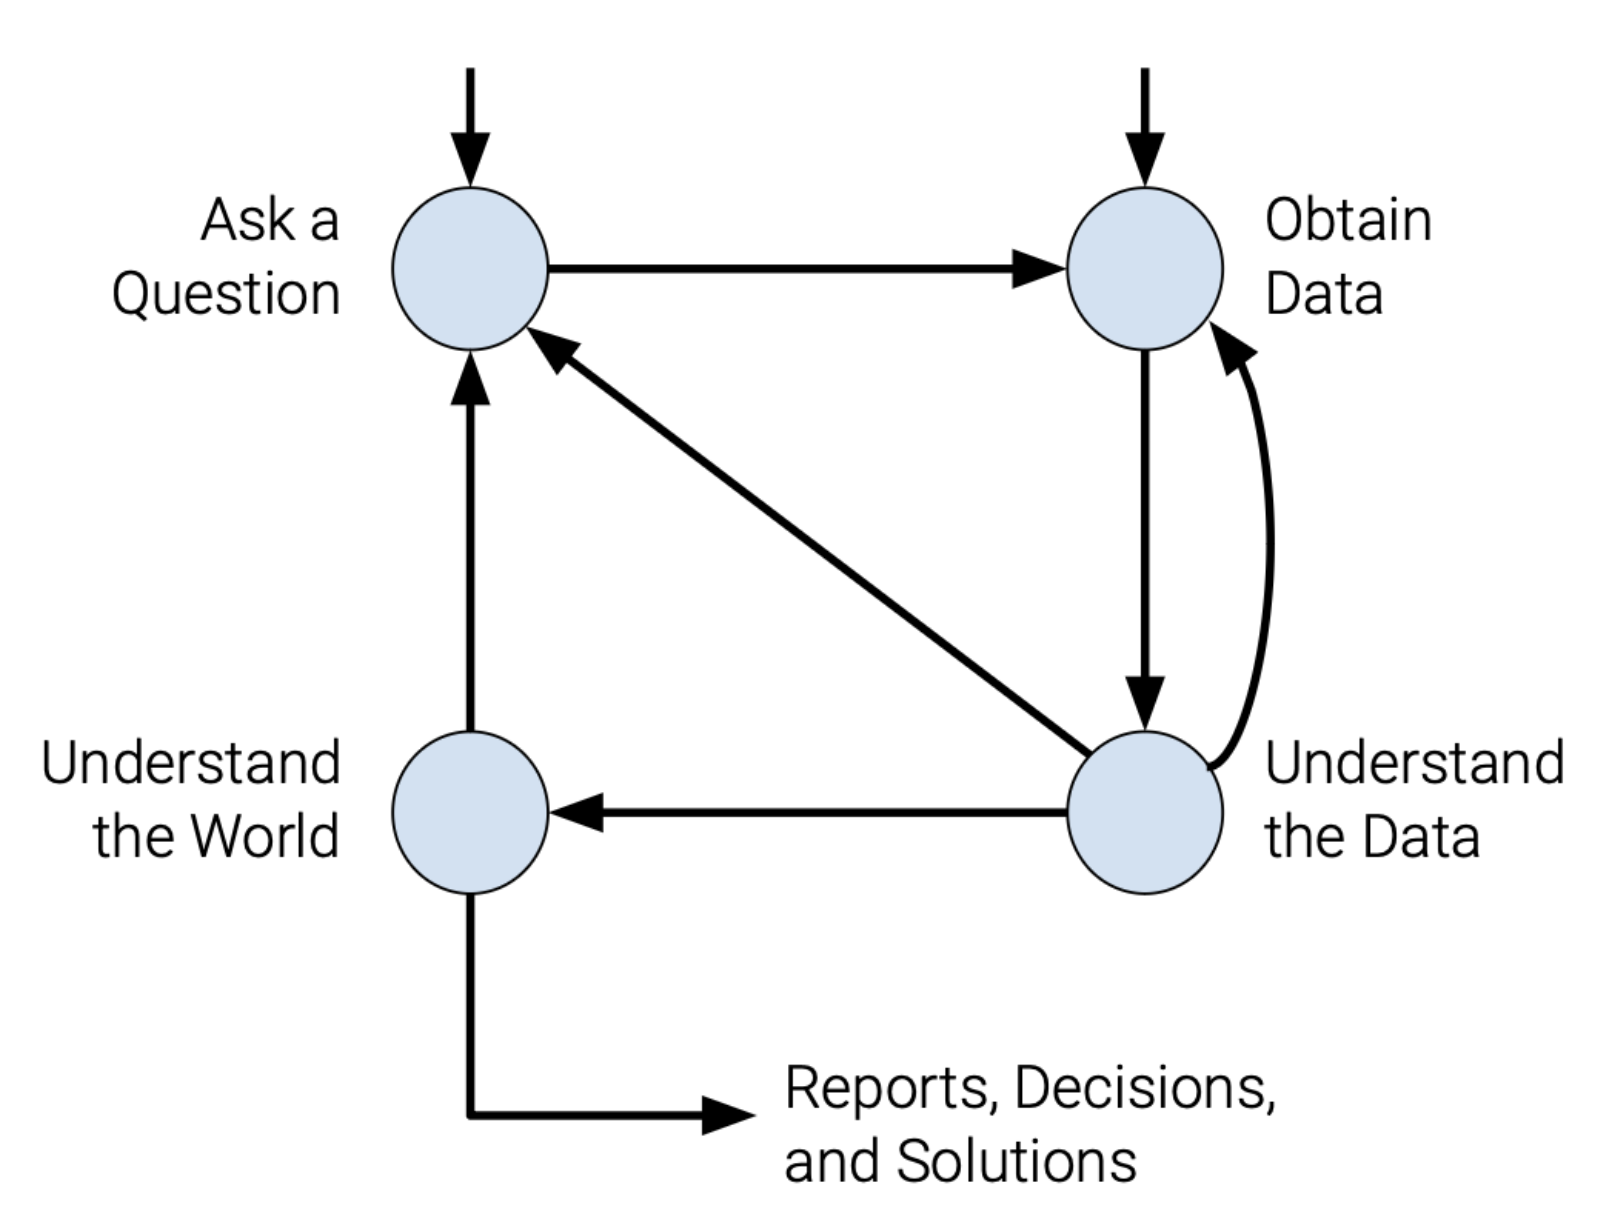 Ask a
Question
Obtain
Data
Understand
the World
Understand
the Data
Reports, Decisions,
and Solutions